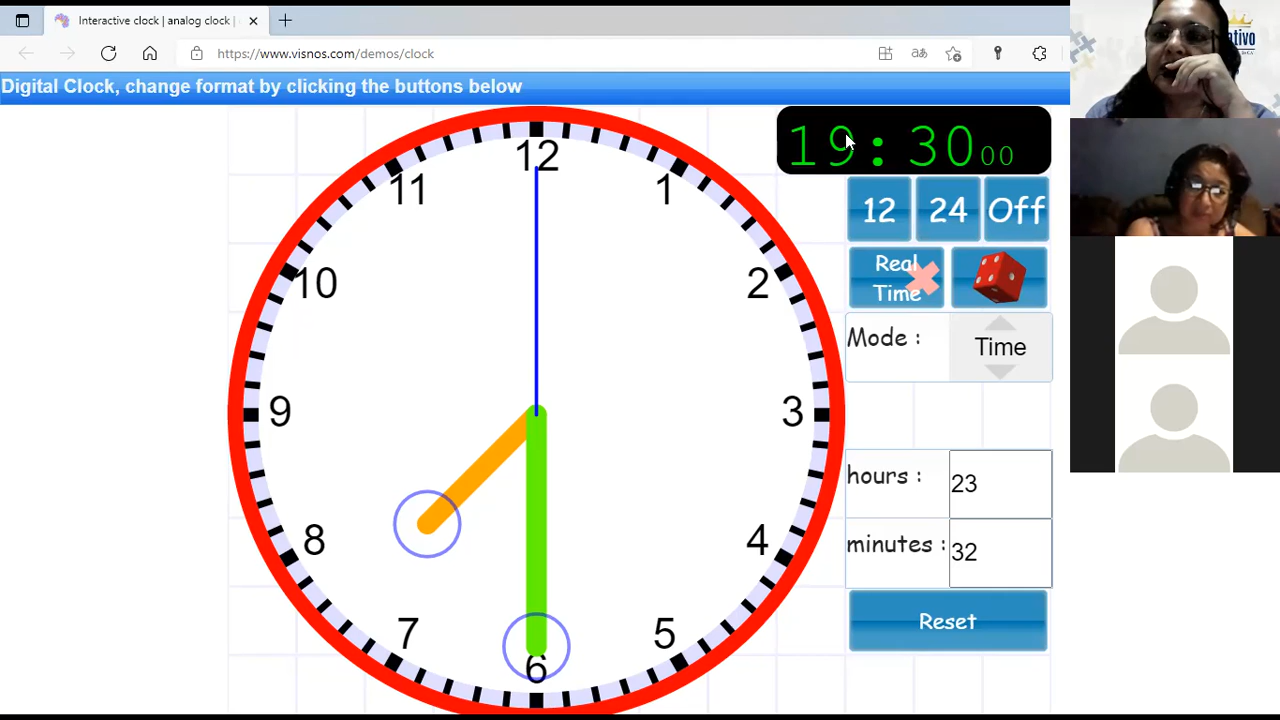 Interactive clock | analog clock |
https://www.visnos.com/demos/clock
Digital Clock, change format by clicking the buttons below
19:30 00
12 24 Off
Real
Time
Mode :
Time
hours :
23
minutes :
32
Reset
12
1
2
3
4
5
6
7
8
9
10
11